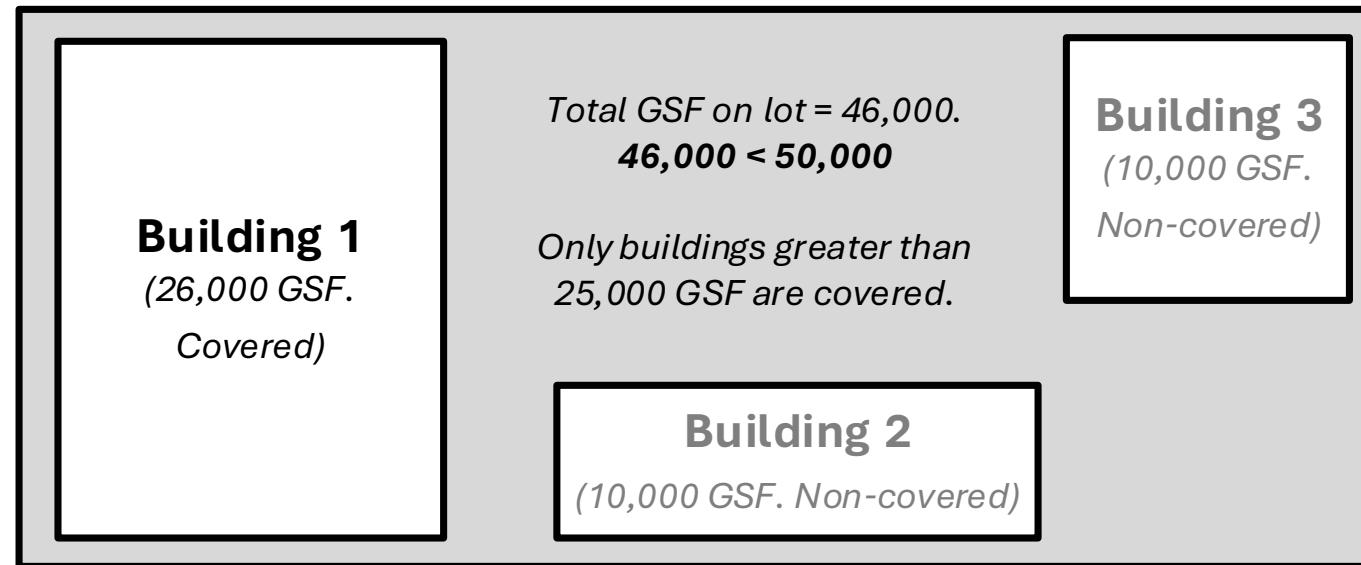 Building 1
(26,000 GSF.
Covered)
Total GSF on lot = 46,000.
46,000 < 50,000
Only buildings greater than
25,000 GSF are covered.
Building 2
(10,000 GSF. Non-covered)
Building 3
(10,000 GSF.
Non-covered)